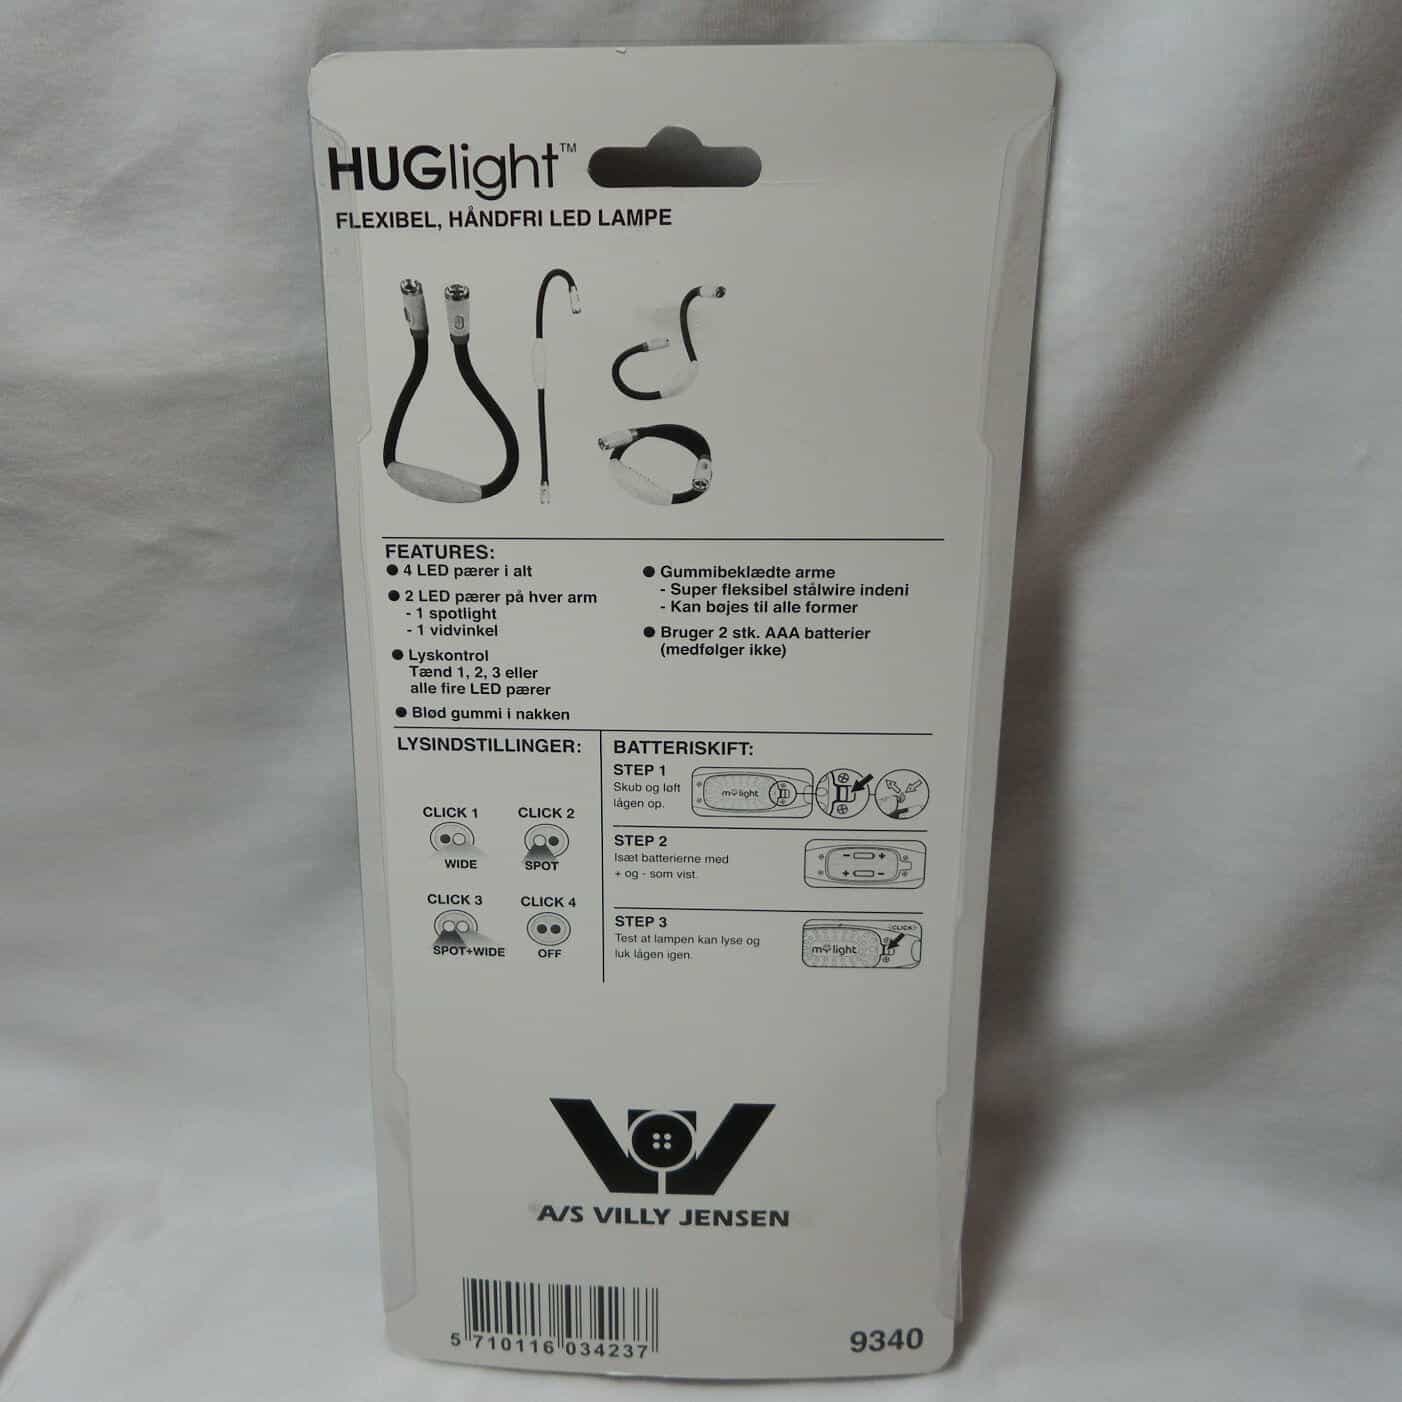 HUGlight™
FLEXIBEL, HÅNDFRI LED LAMPE
FEATURES:
● 4 LED pærer i alt
● 2 LED pærer på hver arm
- 1 spotlight
- 1 vidvinkel
● Lyskontrol
Tænd 1, 2, 3 eller
alle fire LED pærer
● Blød gummi i nakken
● Gummibeklædte arme
- Super fleksibel stålwire indeni
- Kan bøjes til alle former
● Bruger 2 stk. AAA batterier
(medfølger ikke)
LYSINDSTILLINGER:
CLICK 1
WIDE
CLICK 2
SPOT
CLICK 3
SPOT+WIDE
CLICK 4
OFF
BATTERISKIFT:
STEP 1
Skub og løft
lågen op.
light
STEP 2
Isæt batterierne med
+ og - som vist.
- +
+ -
STEP 3
Test at lampen kan lyse og
luk lågen igen.
light
CLICK!
A/S VILLY JENSEN
5 710116 034237
9340